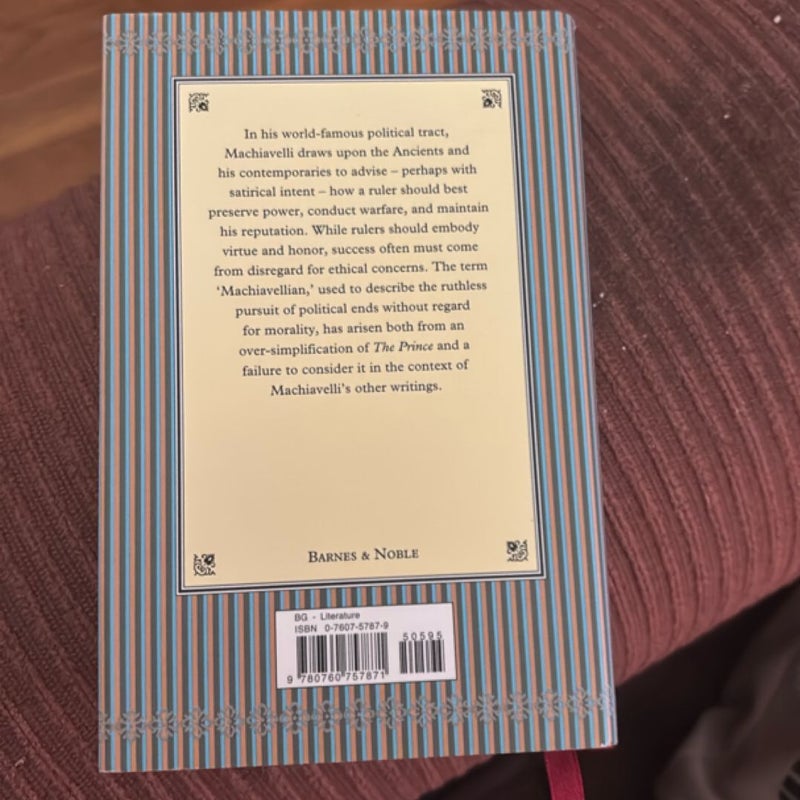 In his world-famous political tract,
Machiavelli draws upon the Ancients and
his contemporaries to advise – perhaps with
satirical intent – how a ruler should best
preserve power, conduct warfare, and maintain
his reputation. While rulers should embody
virtue and honor, success often must come
from disregard for ethical concerns. The term
‘Machiavellian,’ used to describe the ruthless
pursuit of political ends without regard
for morality, has arisen both from an
over-simplification of The Prince and a
failure to consider it in the context of
Machiavelli’s other writings.
BARNES & NOBLE
BG - Literature
ISBN 0-7607-5787-9
50595
9 780760 757871